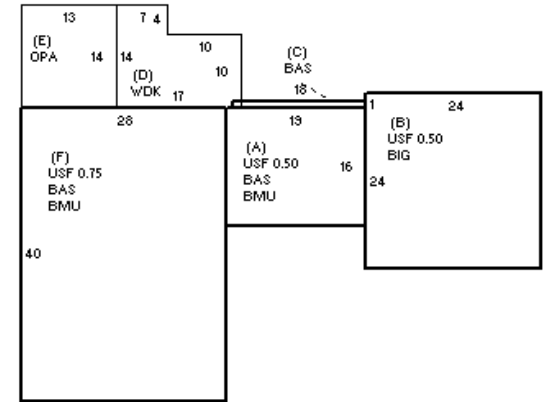 13
7 4
(E)
OPA
14
14
10
10
(D)
WDK
17
(C)
BAS
18
28
19
1
24
(F)
USF 0.75
BAS
BMU
(A)
USF 0.50
BAS
BMU
16
(B)
USF 0.50
BIG
24
40